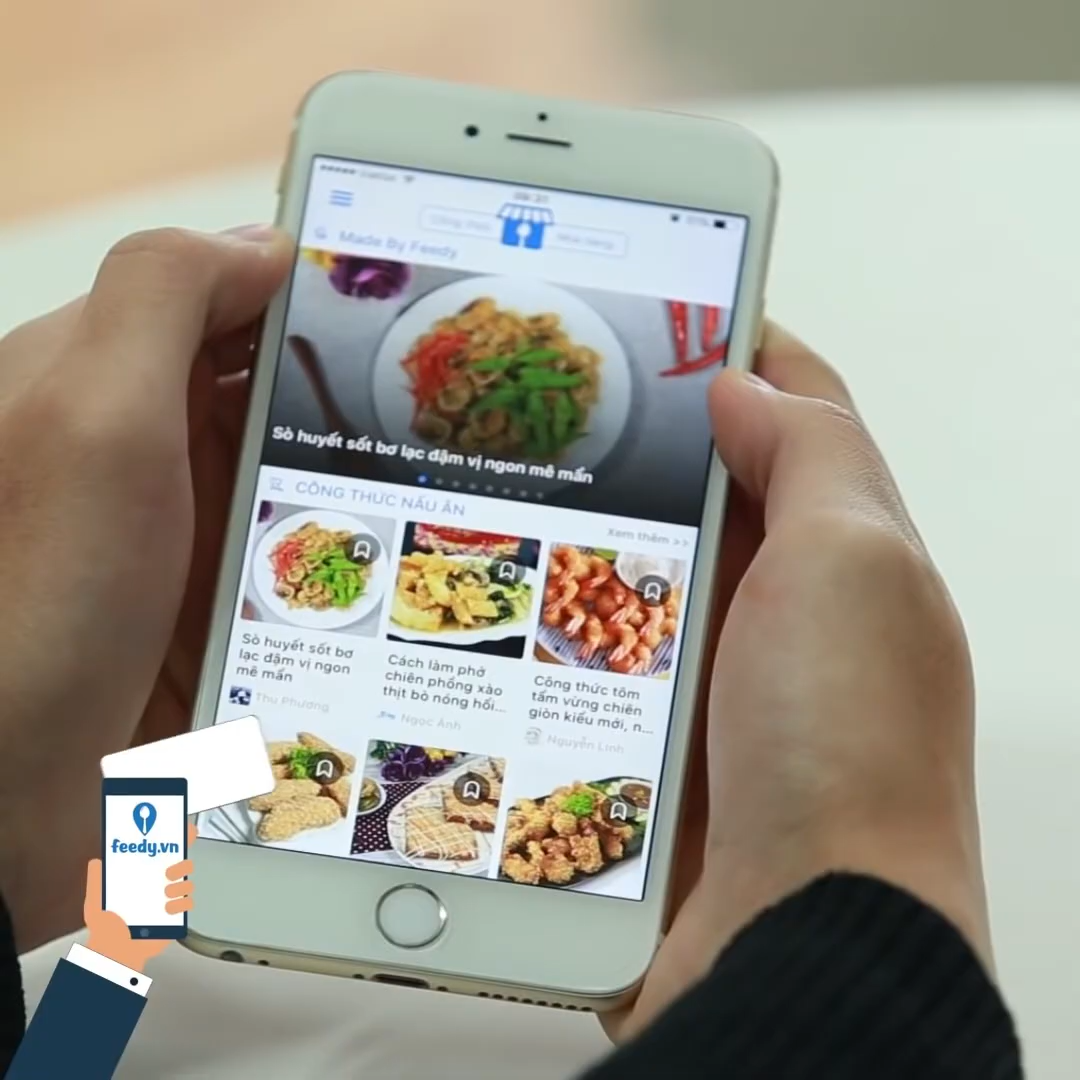 Made By Feedy
Sò huyết sốt bơ lạc đậm vị ngon mê mẩn
CÔNG THỨC NẤU ĂN
Xem thêm >>
Sò huyết sốt bơ
lạc đậm vị ngon
mê mẩn
Thu Phương
Cách làm phở
chiên phồng xào
thịt bò nóng hổi...
Ngọc Ánh
Công thức tôm
tẩm vừng chiên
giòn kiểu mới, n...
Nguyễn Linh
feedy.vn